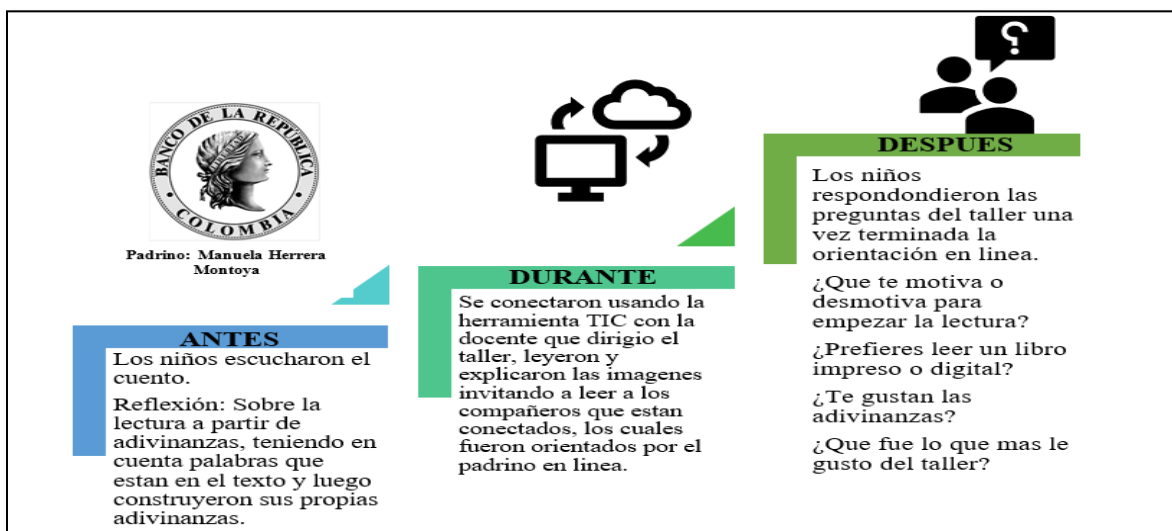 BANCO DE LA REPÚBLICA
COLOMBIA
Padrino: Manuela Herrera
Montoya
ANTES
Los niños escucharon el
cuento.
Reflexión: Sobre la
lectura a partir de
adivinanzas, teniendo en
cuenta palabras que
estan en el texto y luego
construyeron sus propias
adivinanzas.
DURANTE
Se conectaron usando la
herramienta TIC con la
docente que dirigio el
taller, leyeron y
explicaron las imagenes
invitando a leer a los
compañeros que estan
conectados, los cuales
fueron orientados por el
padrino en linea.
?
DESPUES
Los niños
respondondieron las
preguntas del taller una
vez terminada la
orientación en linea.
¿Que te motiva o
desmotiva para
empezar la lectura?
¿Prefieres leer un libro
impreso o digital?
¿Te gustan las
adivinanzas?
¿Que fue lo que mas le
gusto del taller?